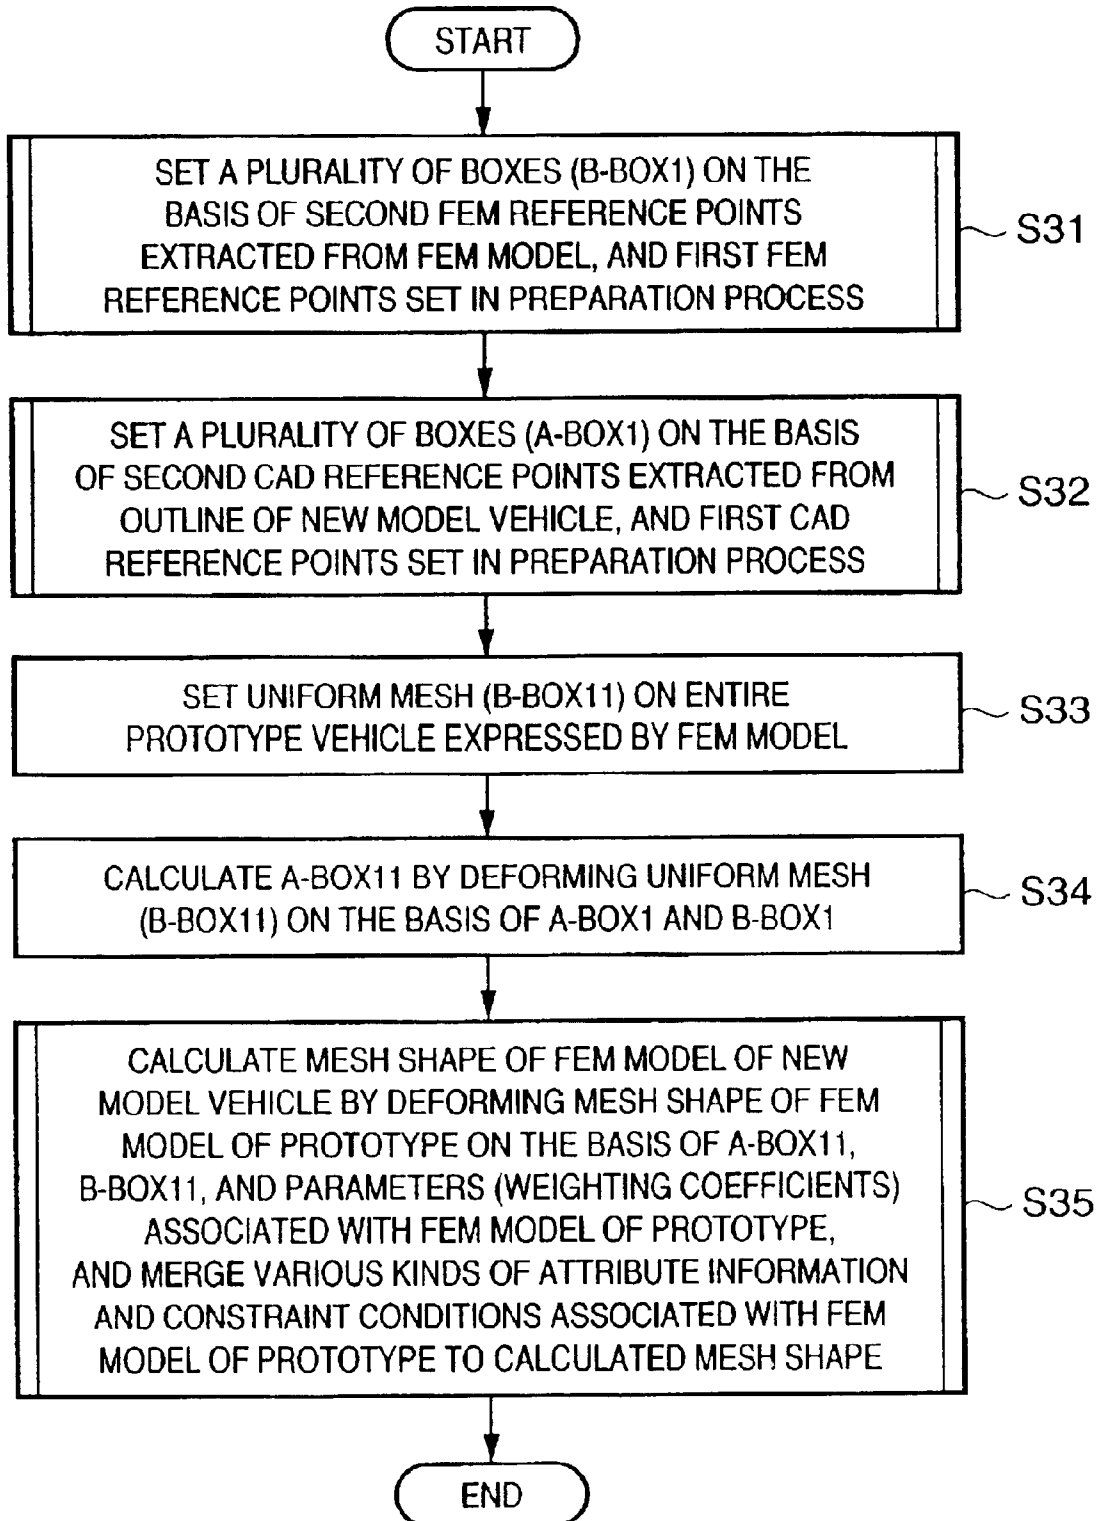 START
SET A PLURALITY OF BOXES (B-BOX1) ON THE
BASIS OF SECOND FEM REFERENCE POINTS
EXTRACTED FROM FEM MODEL, AND FIRST FEM
REFERENCE POINTS SET IN PREPARATION PROCESS
S31
SET A PLURALITY OF BOXES (A-BOX1) ON THE BASIS
OF SECOND CAD REFERENCE POINTS EXTRACTED FROM
OUTLINE OF NEW MODEL VEHICLE, AND FIRST CAD
REFERENCE POINTS SET IN PREPARATION PROCESS
S32
SET UNIFORM MESH (B-BOX11) ON ENTIRE
PROTOTYPE VEHICLE EXPRESSED BY FEM MODEL
S33
CALCULATE A-BOX11 BY DEFORMING UNIFORM MESH
(B-BOX11) ON THE BASIS OF A-BOX1 AND B-BOX1
S34
CALCULATE MESH SHAPE OF FEM MODEL OF NEW
MODEL VEHICLE BY DEFORMING MESH SHAPE OF FEM
MODEL OF PROTOTYPE ON THE BASIS OF A-BOX11,
B-BOX11, AND PARAMETERS (WEIGHTING COEFFICIENTS)
ASSOCIATED WITH FEM MODEL OF PROTOTYPE,
AND MERGE VARIOUS KINDS OF ATTRIBUTE INFORMATION
AND CONSTRAINT CONDITIONS ASSOCIATED WITH FEM
MODEL OF PROTOTYPE TO CALCULATED MESH SHAPE
S35
END